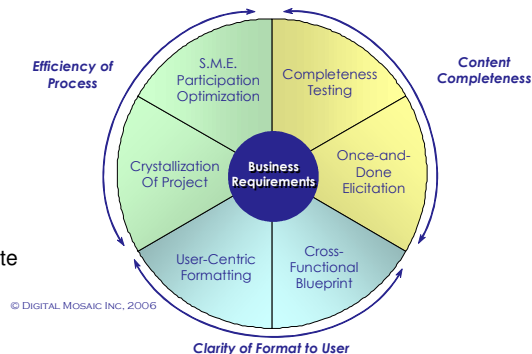 S.M.E.
Participation
Optimization
Completeness
Testing
Efficiency of
Process
Content
Completeness
Crystallization
Of Project
Business
Requirements
Once-and-
Done
Elicitation
User-Centric
Formatting
Cross-
Functional
Blueprint
te
© DIGITAL MOSAIC INC, 2006
Clarity of Format to User